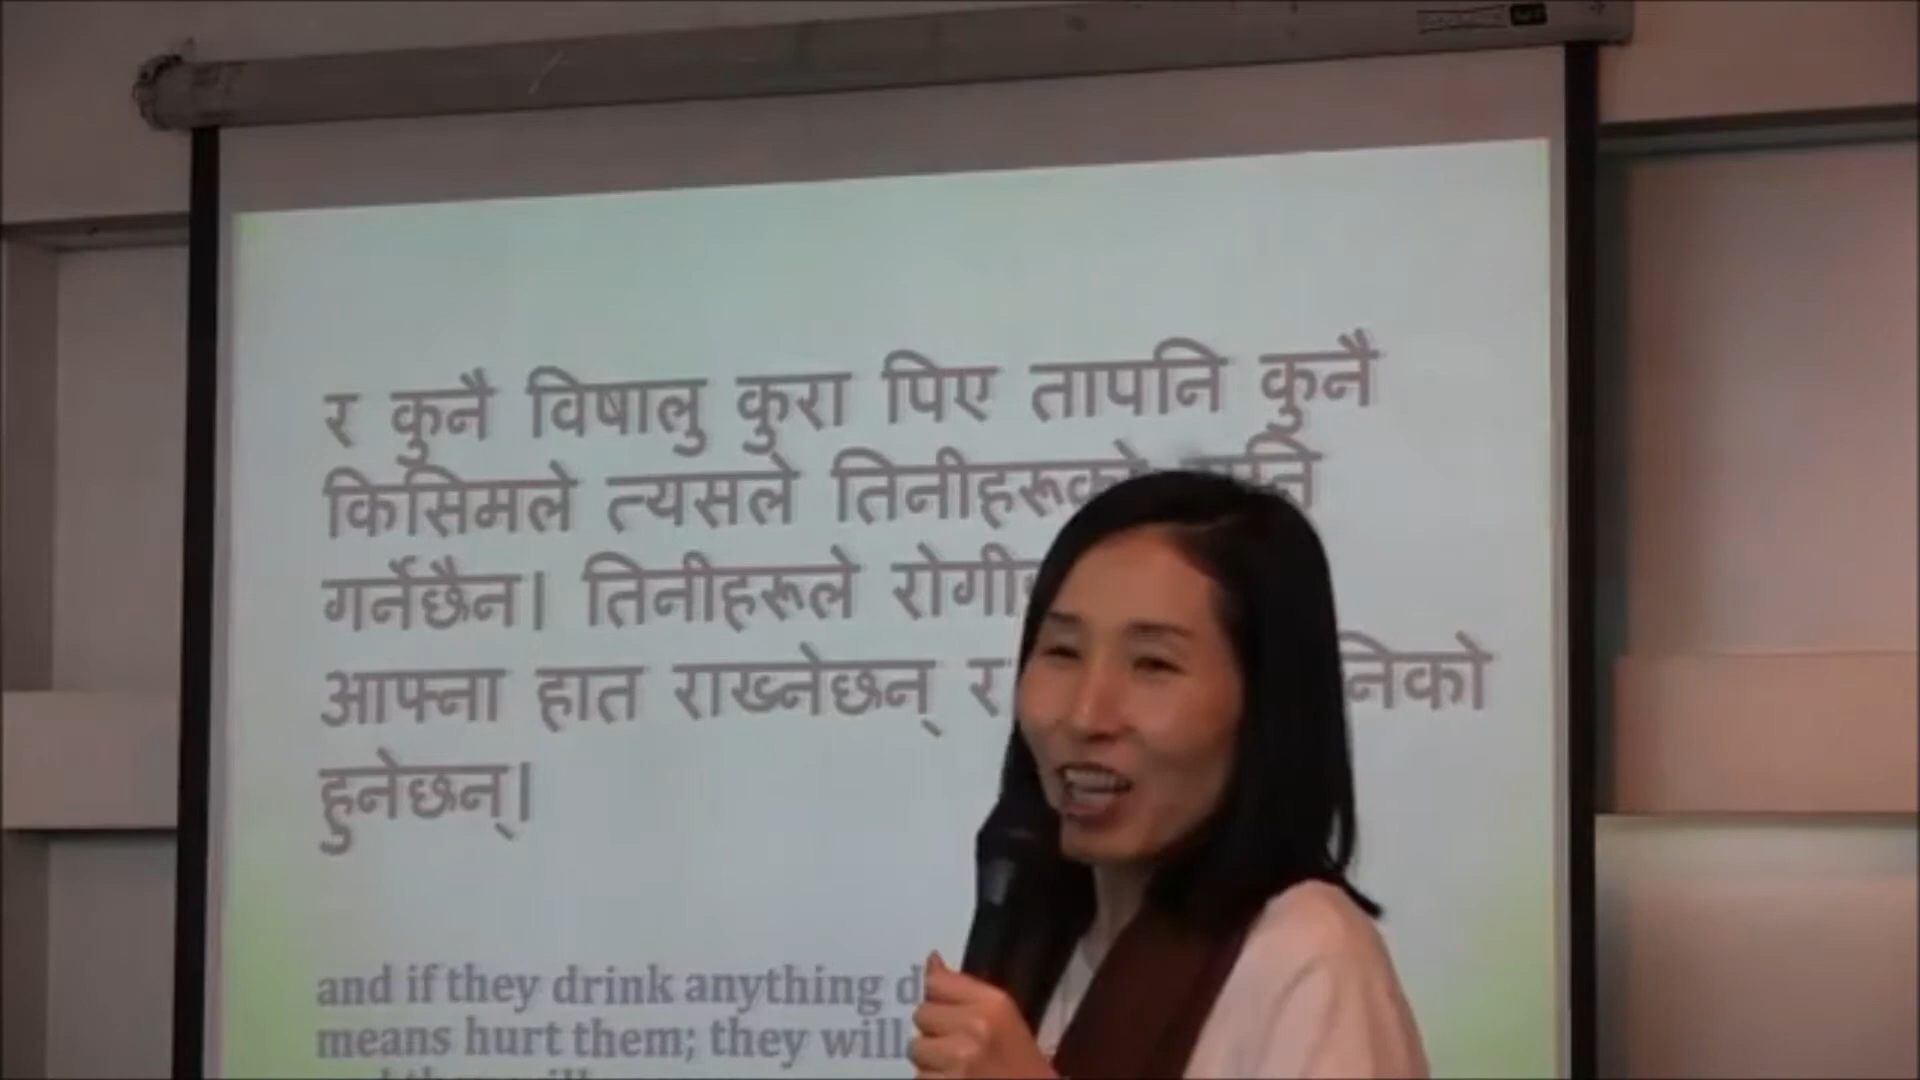 र कुनै विषालु कुरा पिए तापनि कुनै
किसिमले त्यसले तिनीहरूको
गर्नेछैन। तिनीहरूले
आफ्ना हात राख्नेछन् र
हुनेछन्।
and if they drink anything
means hurt them; they will